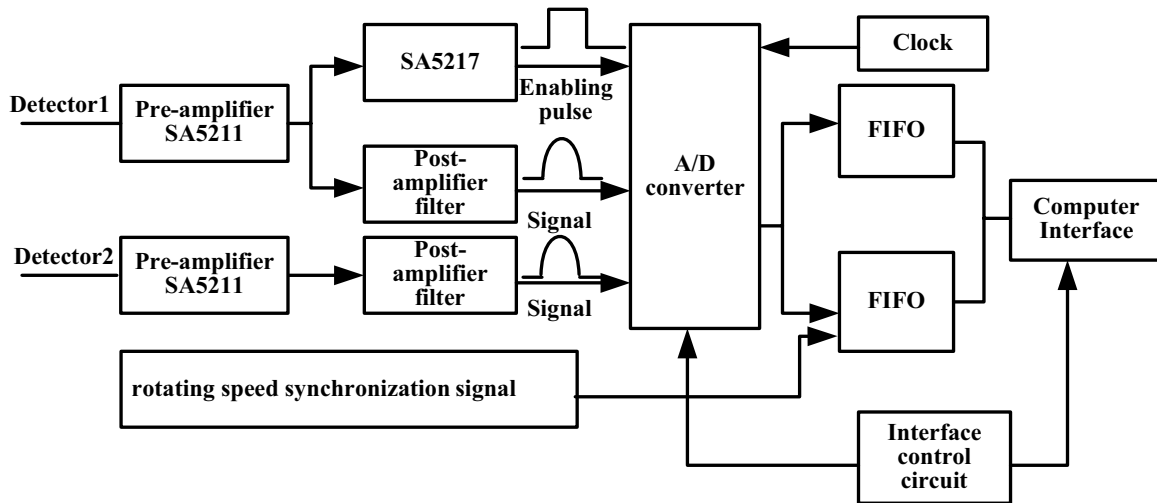 Detector1
Pre-amplifier
SA5211
SA5217
Enabling
pulse
Post-
amplifier
filter
Signal
Detector2
Pre-amplifier
SA5211
Post-
amplifier
filter
Signal
rotating speed synchronization signal
A/D
converter
Clock
FIFO
FIFO
Computer
Interface
Interface
control
circuit